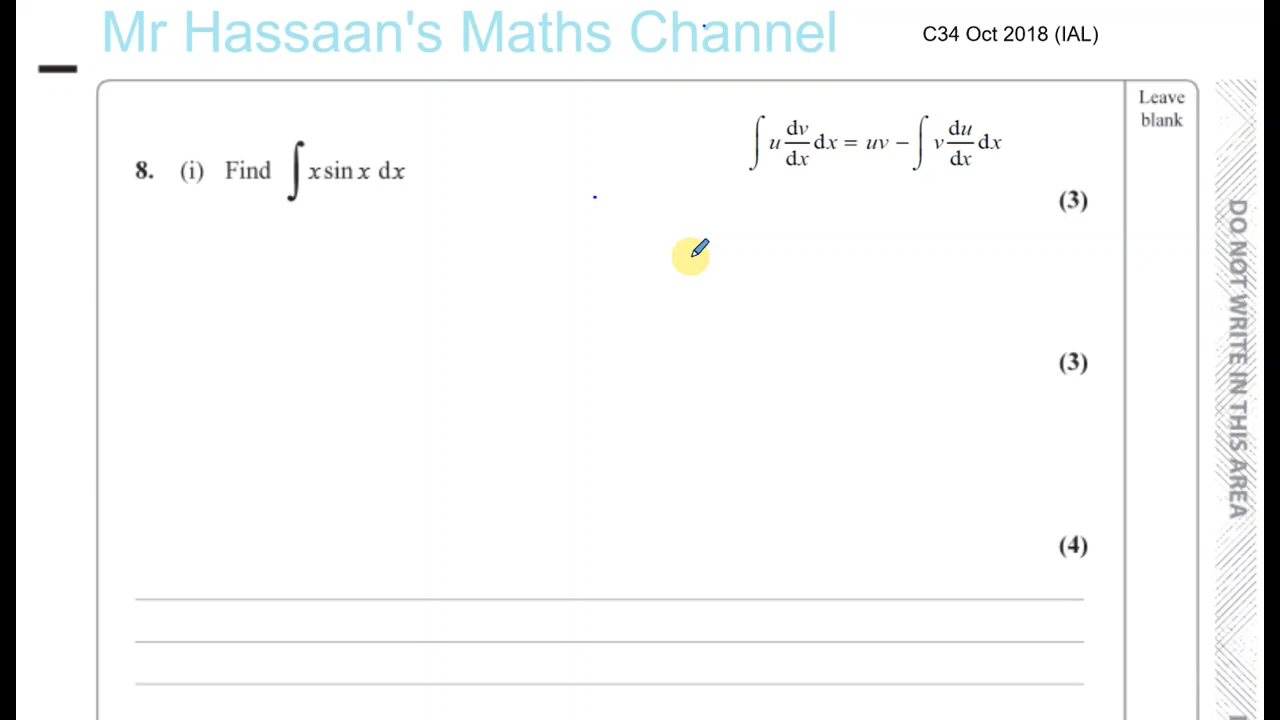 Mr Hassaan's Maths Channel
C34 Oct 2018 (IAL)
Leave
blank
8. (i) Find ∫ x sin x dx
∫ u dv/dx dx = uv − ∫ v du/dx dx
(3)
(3)
(4)
DO NOT WRITE IN THIS AREA